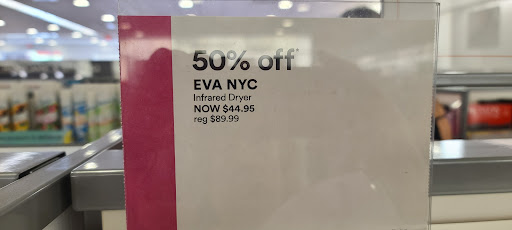 50% off*
EVA NYC
Infrared Dryer
NOW $44.95
reg $89.99